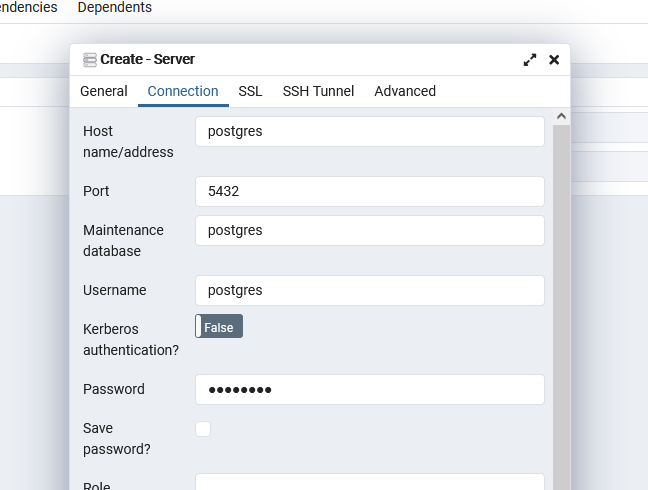 Dependents
Create - Server
General Connection SSL SSH Tunnel Advanced
Host postgres
name/address
Port 5432
Maintenance postgres
database
Username postgres
Kerberos False
authentication?
Password ●●●●●●●●
Save
password?
Role